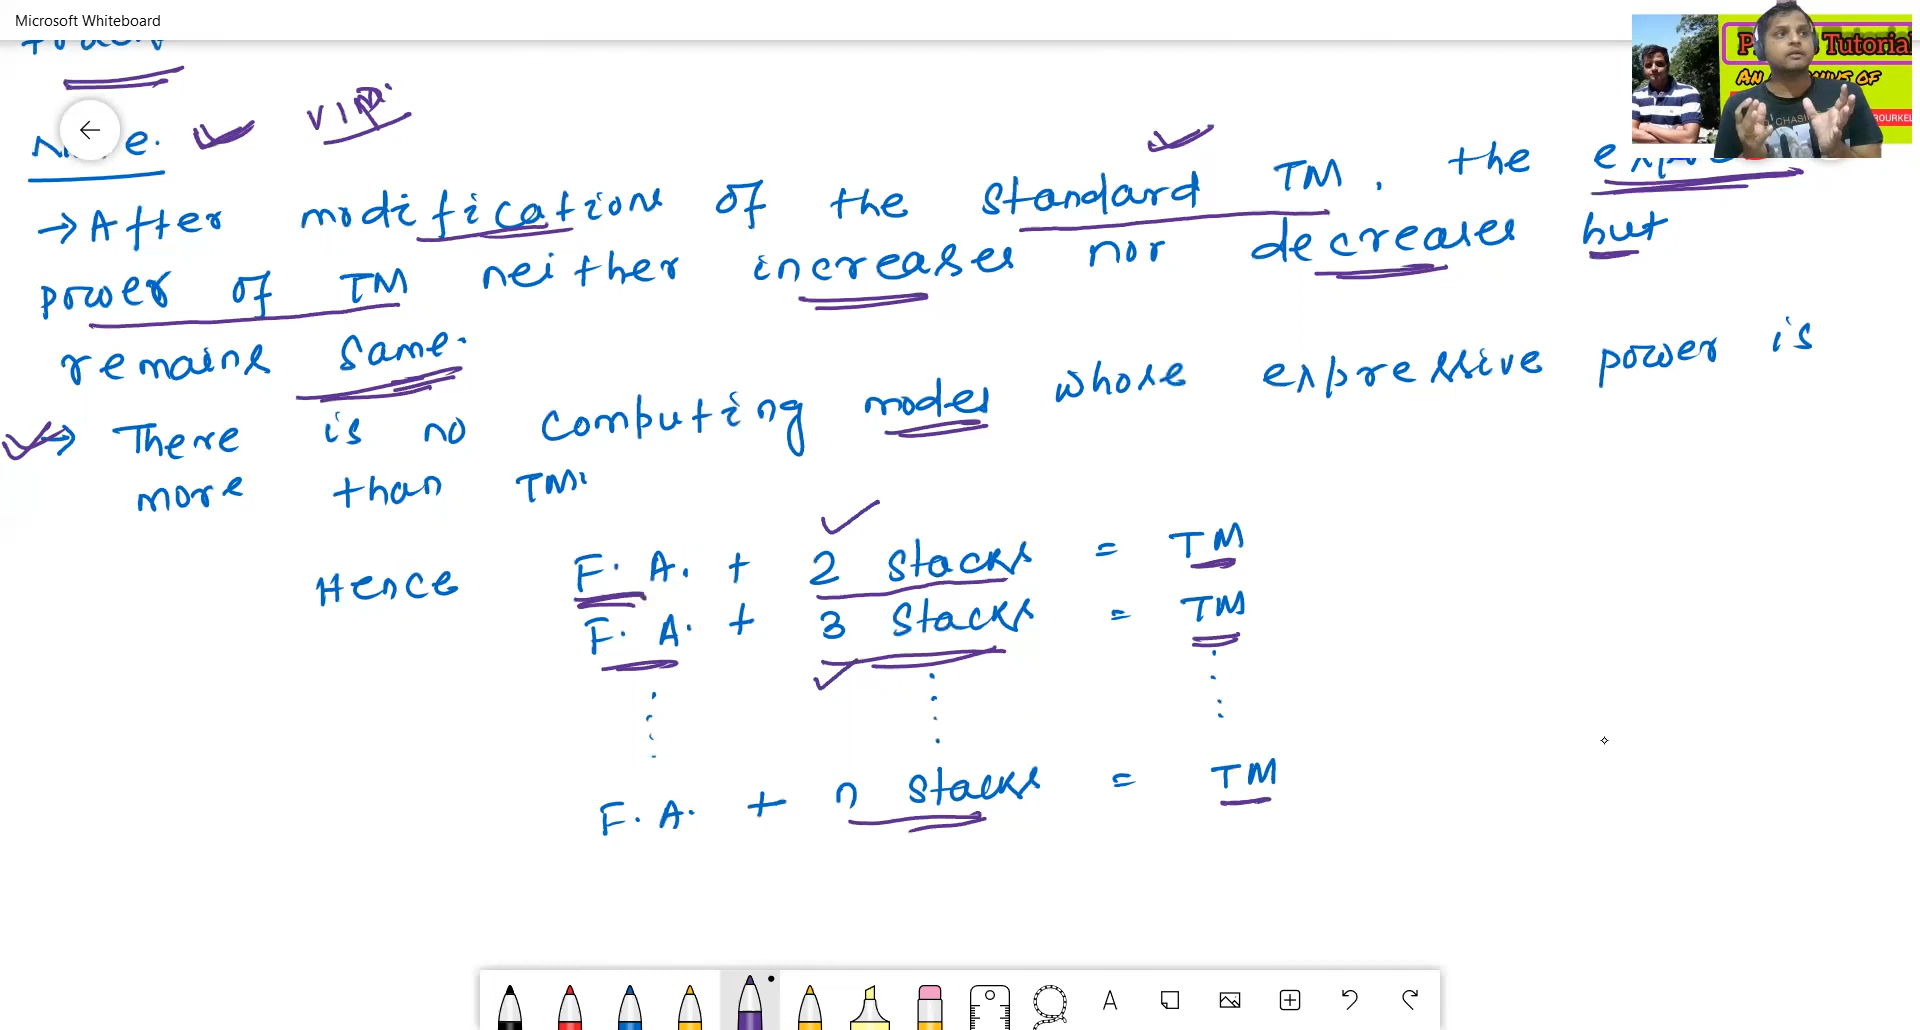 Microsoft Whiteboard
Tutorial
OURKEL
V I M.
→ After modifications of the standard TM, the
power of TM neither increases nor decreases but
remains same.
→ There is no computing model whose expressive power is
more than TM.
Hence F. A. + 2 stacks = TM
F. A. + 3 stacks = TM
F. A. + n stacks = TM
A